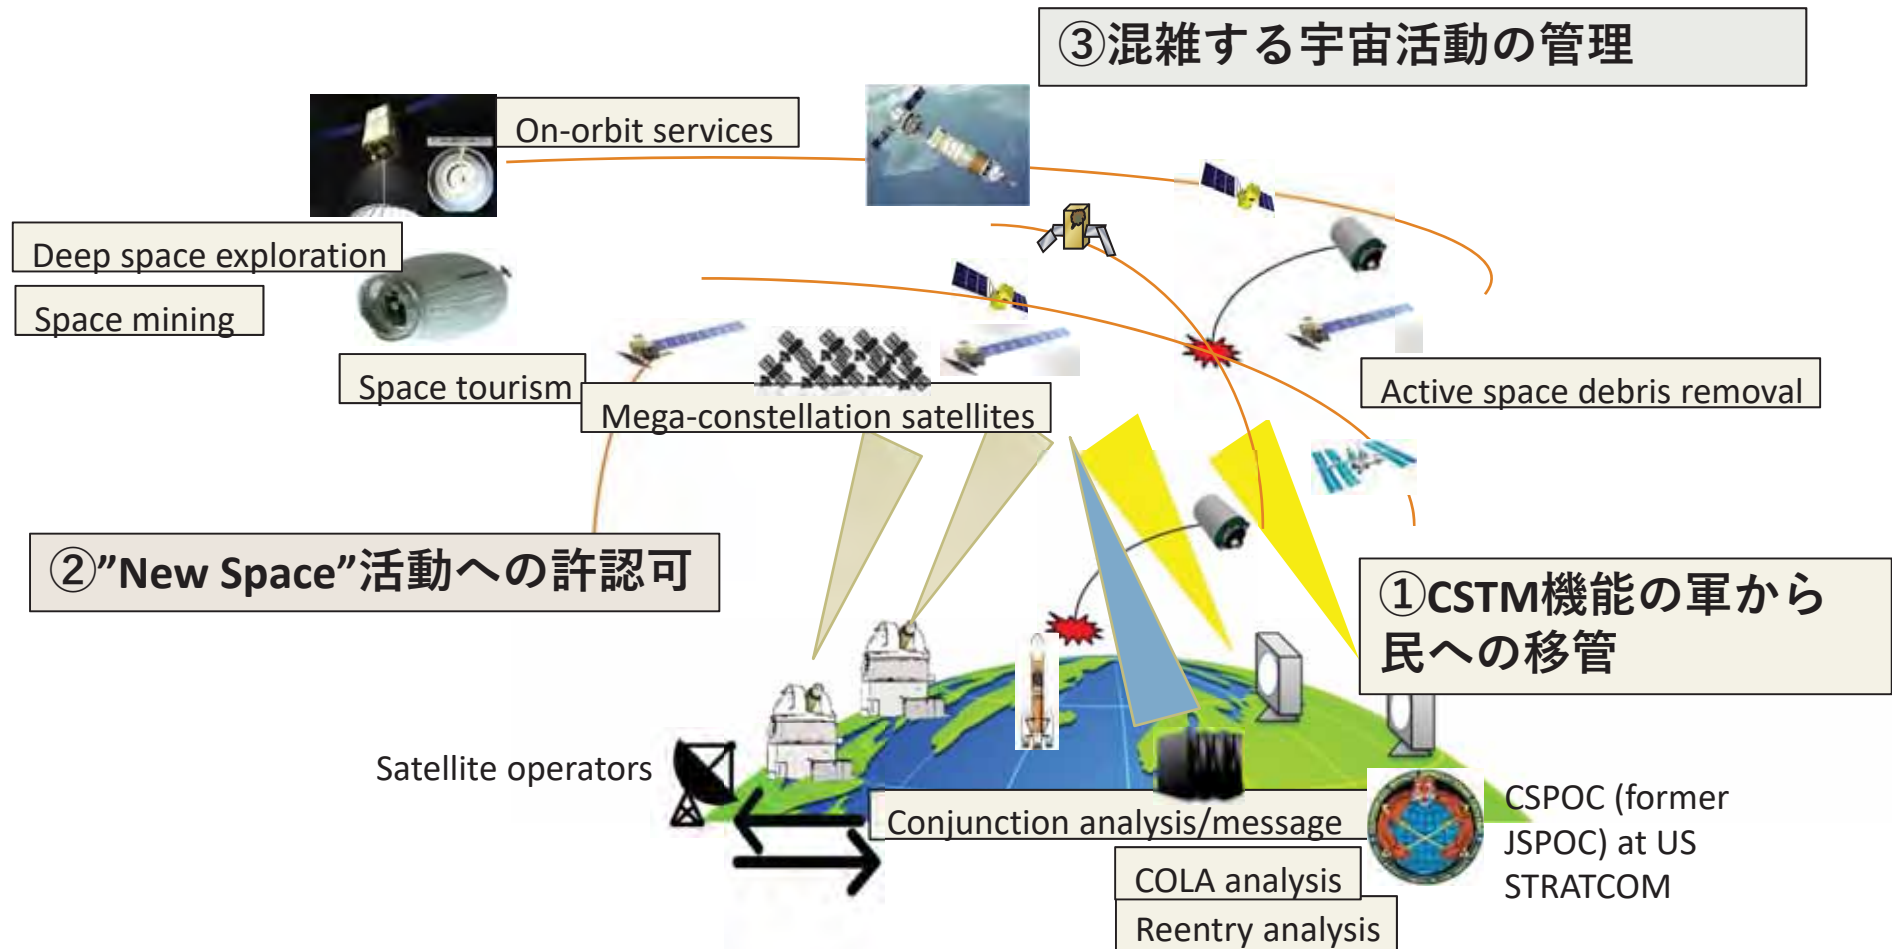 ③混雑する宇宙活動の管理
On-orbit services
Deep space exploration
Space mining
Space tourism
Mega-constellation satellites
Active space debris removal
②”New Space”活動への許認可
①CSTM機能の軍から
民への移管
Satellite operators
Conjunction analysis/message
COLA analysis
Reentry analysis
CSPOC (former
JSPOC) at US
STRATCOM